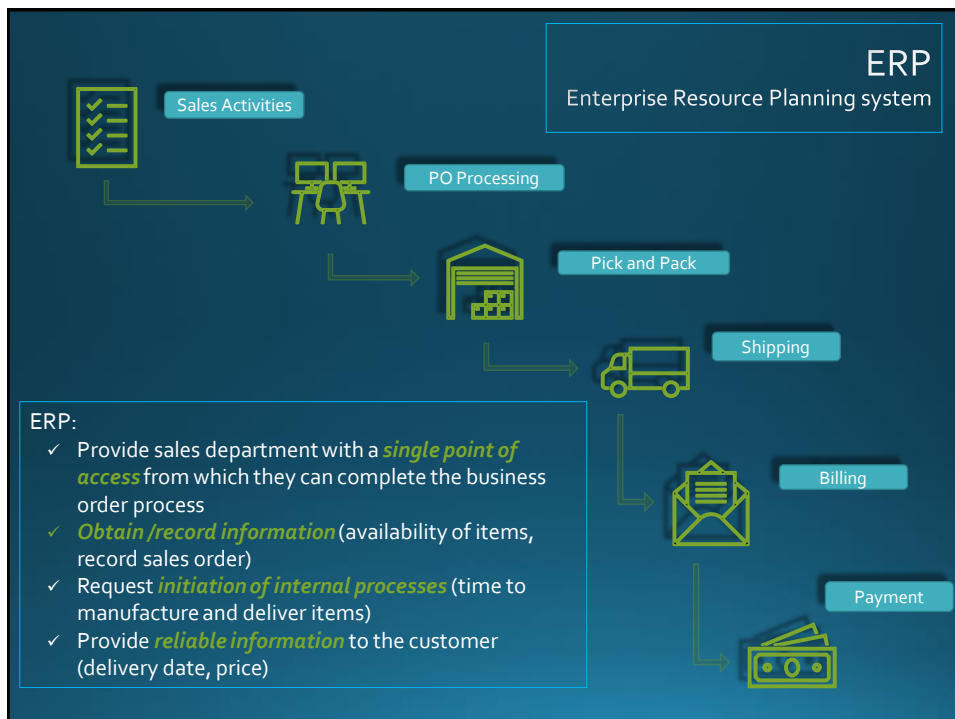 ERP
Enterprise Resource Planning system
Sales Activities
PO Processing
Pick and Pack
Shipping
Billing
Payment
ERP:
✓ Provide sales department with a single point of
access from which they can complete the business
order process
✓ Obtain /record information (availability of items,
record sales order)
✓ Request initiation of internal processes (time to
manufacture and deliver items)
✓ Provide reliable information to the customer
(delivery date, price)